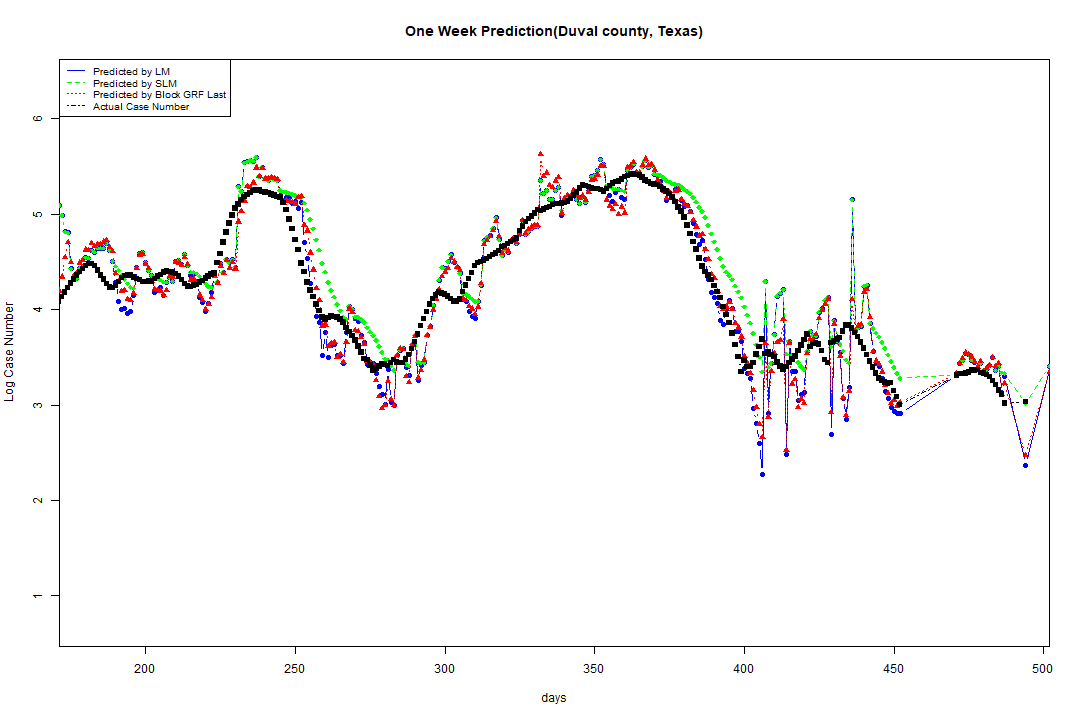 One Week Prediction(Duval county, Texas)
Predicted by LM
Predicted by SLM
Predicted by Block GRF Last
Actual Case Number
6
5
4
3
2
1
Log Case Number
200 250 300 350 400 450 500
days